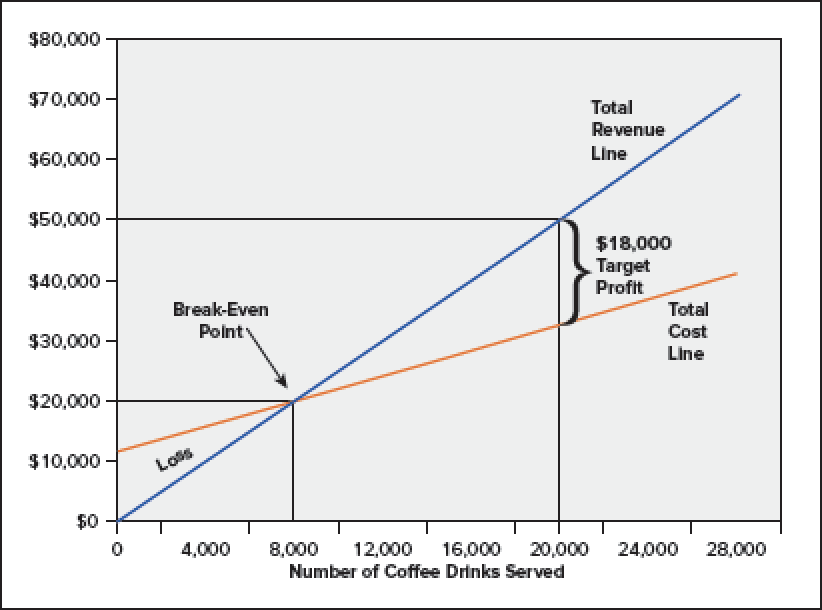 $80,000
$70,000
$60,000
$50,000
$40,000
$30,000
$20,000
$10,000
$0
Total
Revenue
Line
$18,000
Target
Profit
Break-Even
Point
Total
Cost
Line
Loss
0 4,000 8,000 12,000 16,000 20,000 24,000 28,000
Number of Coffee Drinks Served